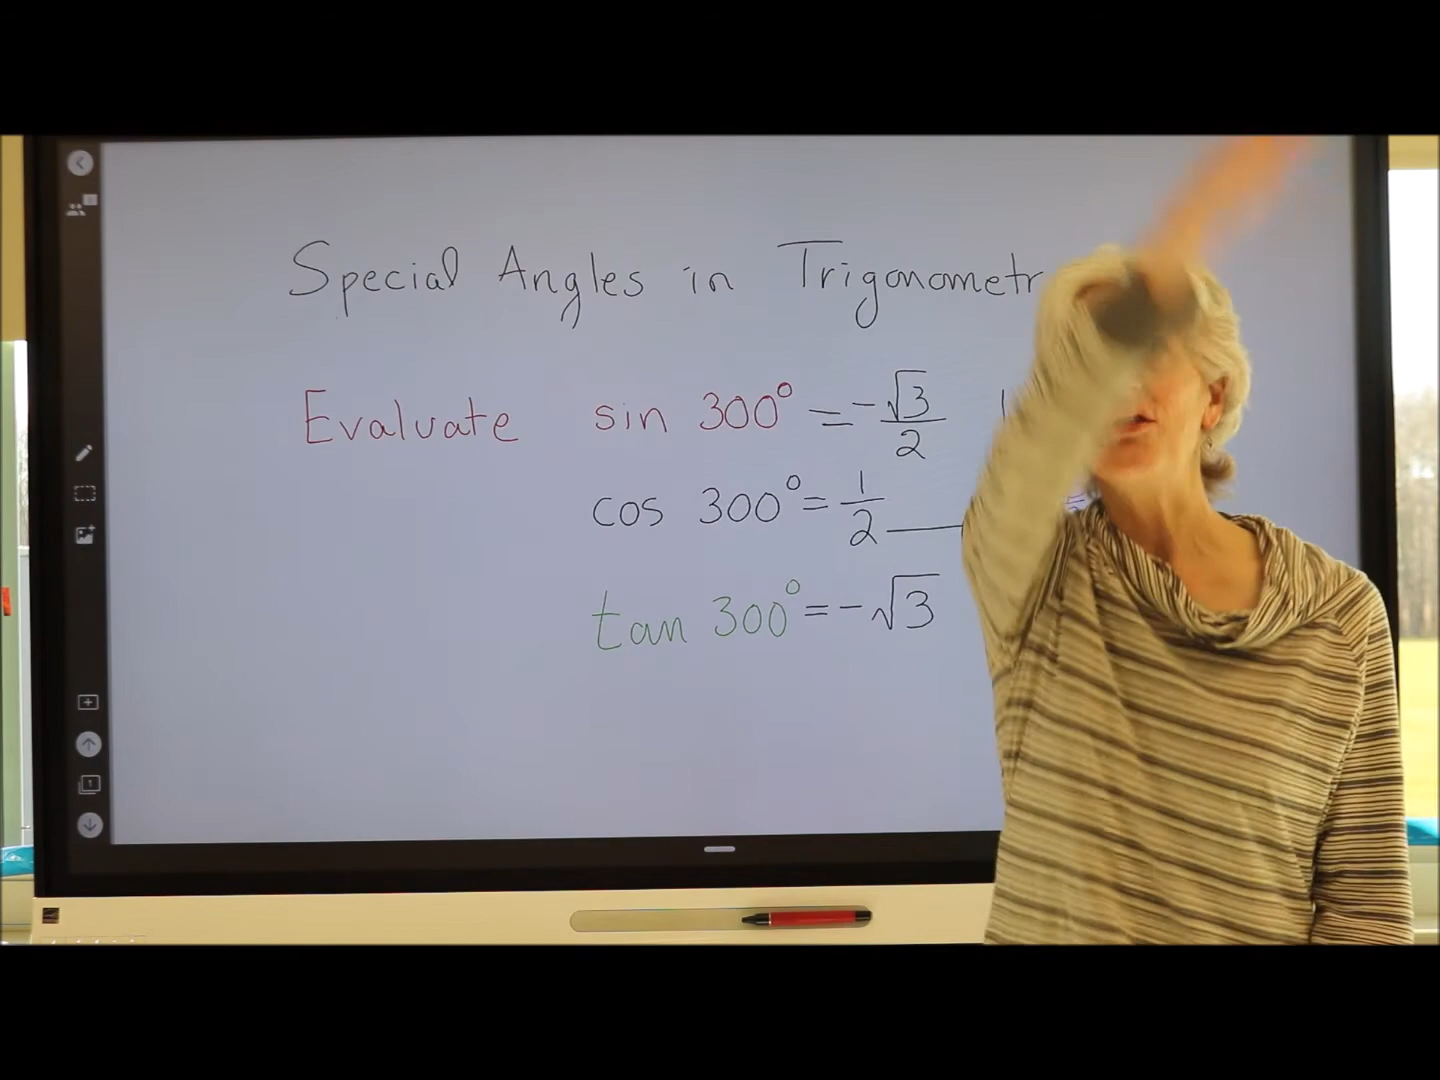 Special Angles in Trigonometr
Evaluate sin 300° = -√3/2
cos 300° = 1/2
tan 300° = -√3